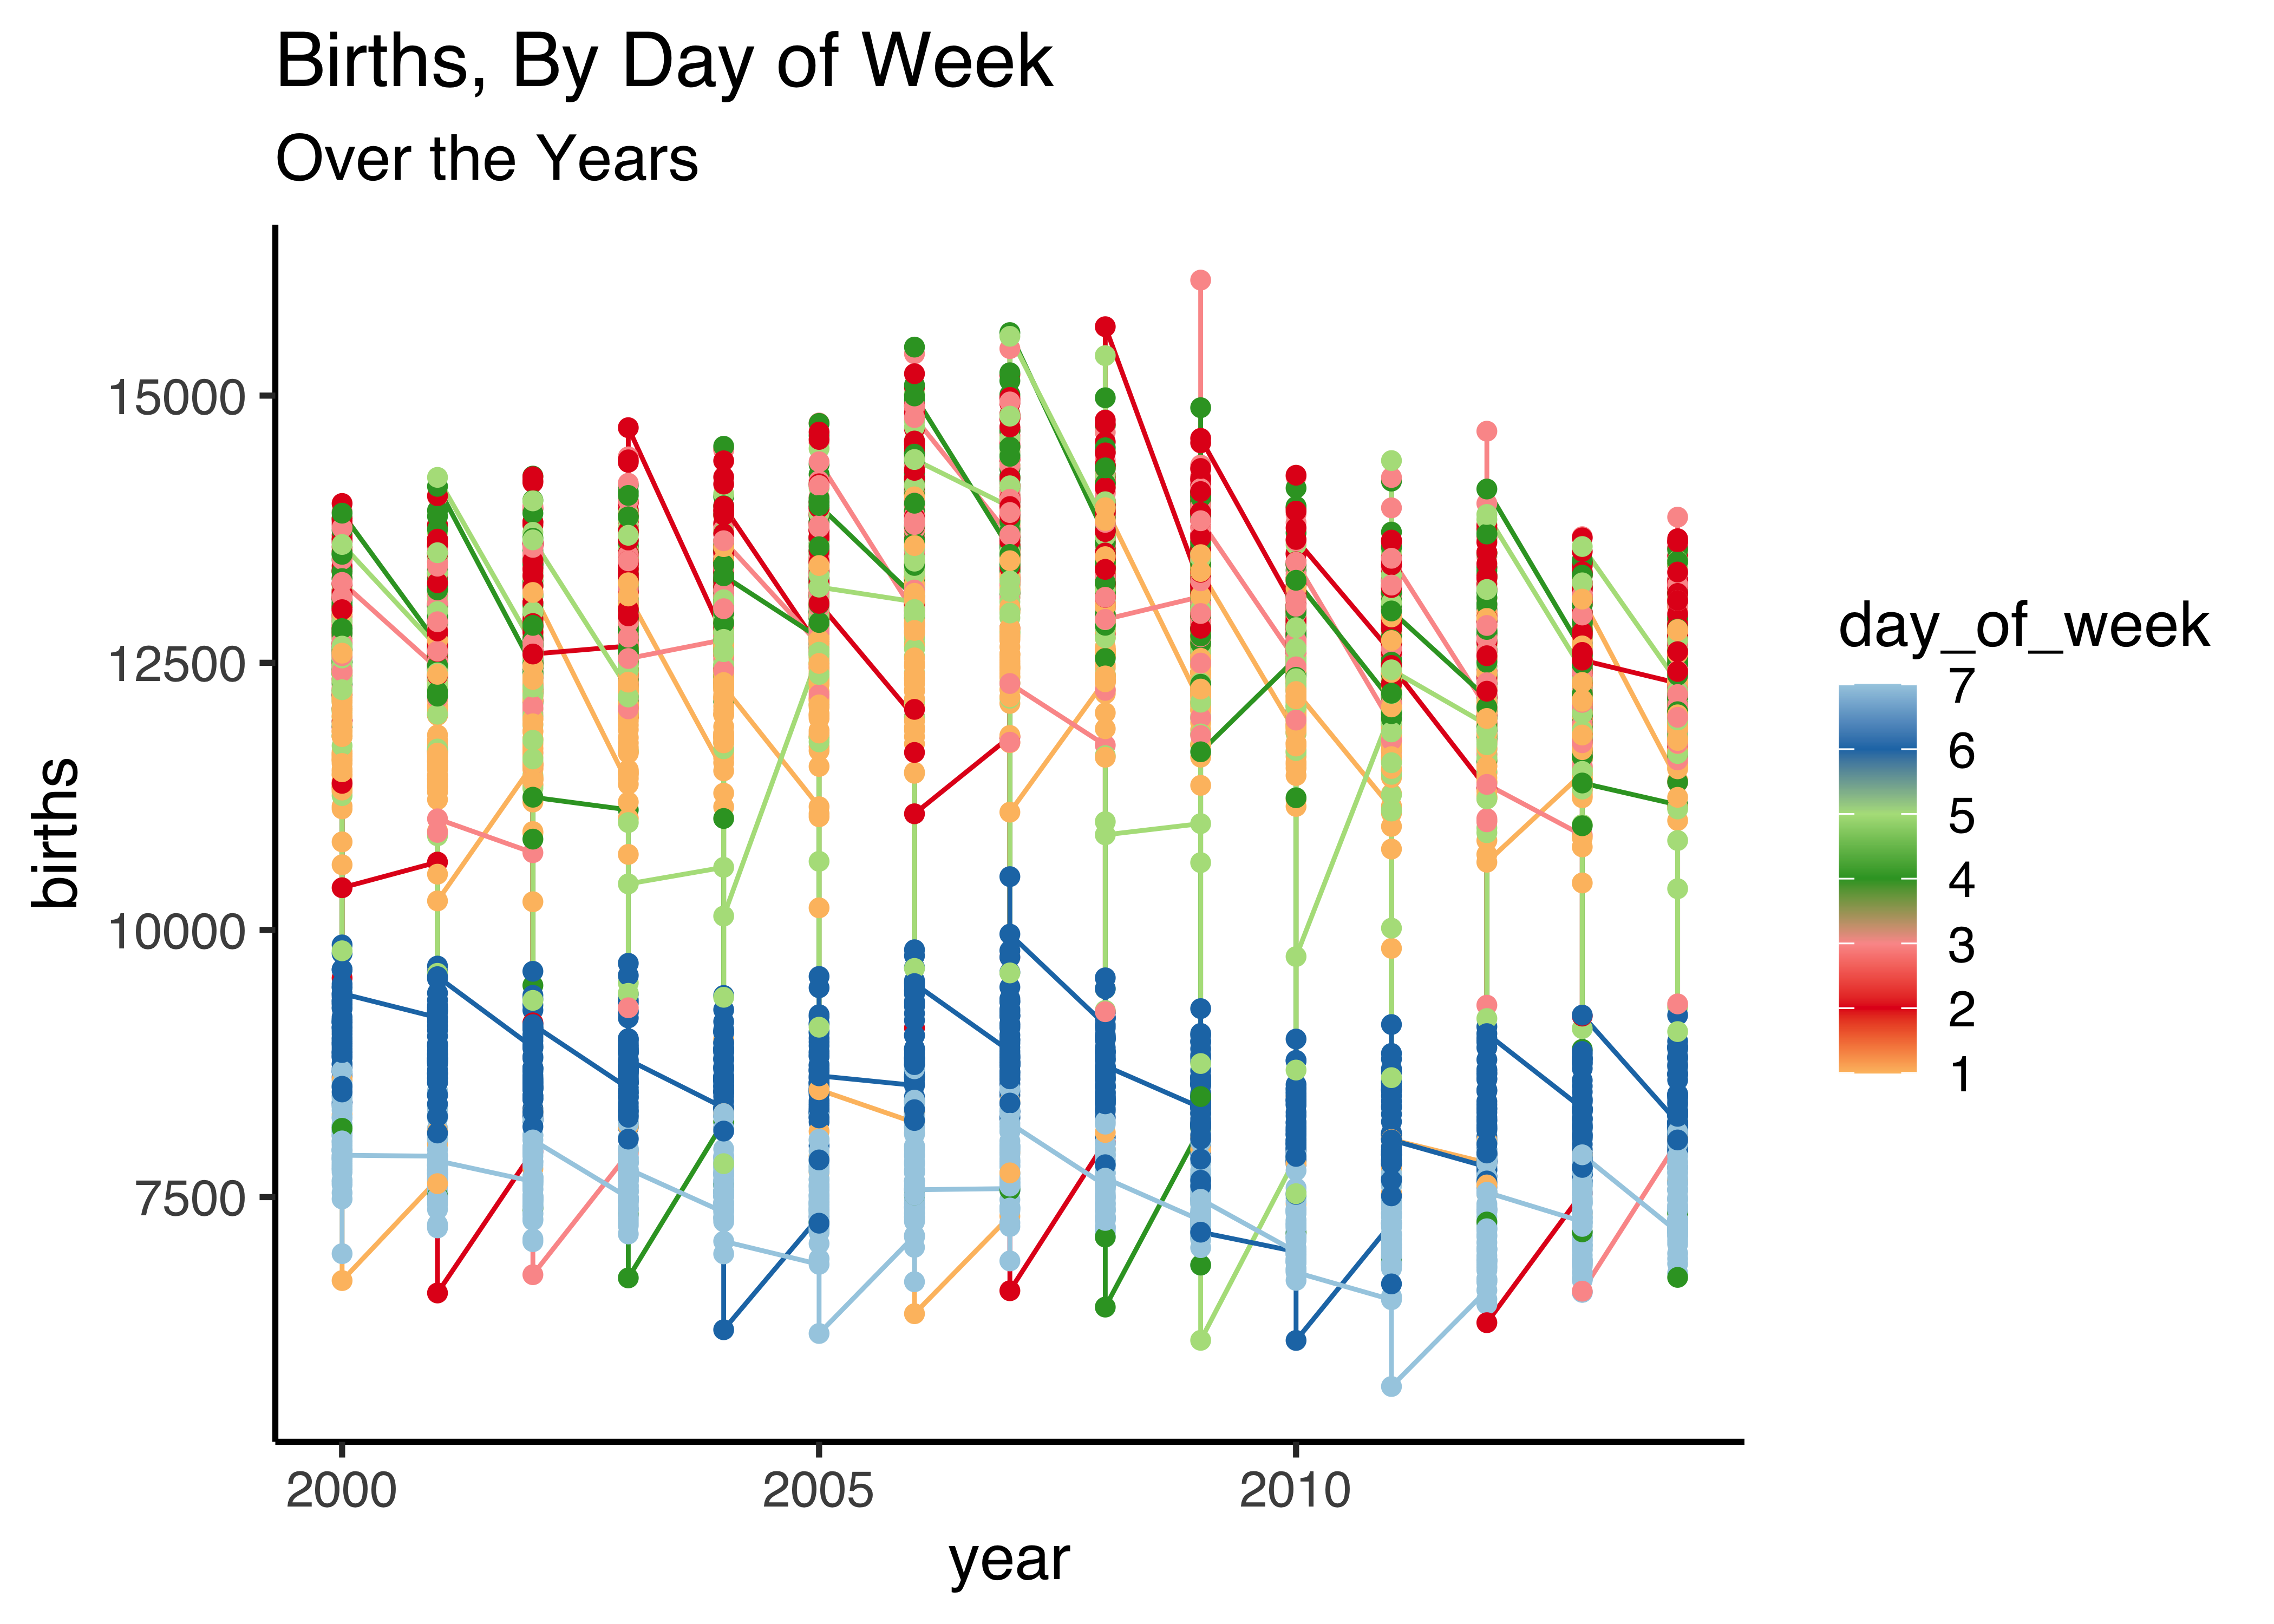 Births, By Day of Week
Over the Years
births
15000
12500
10000
7500
2000
2005
2010
year
day_of_week
7
6
5
4
3
2
1